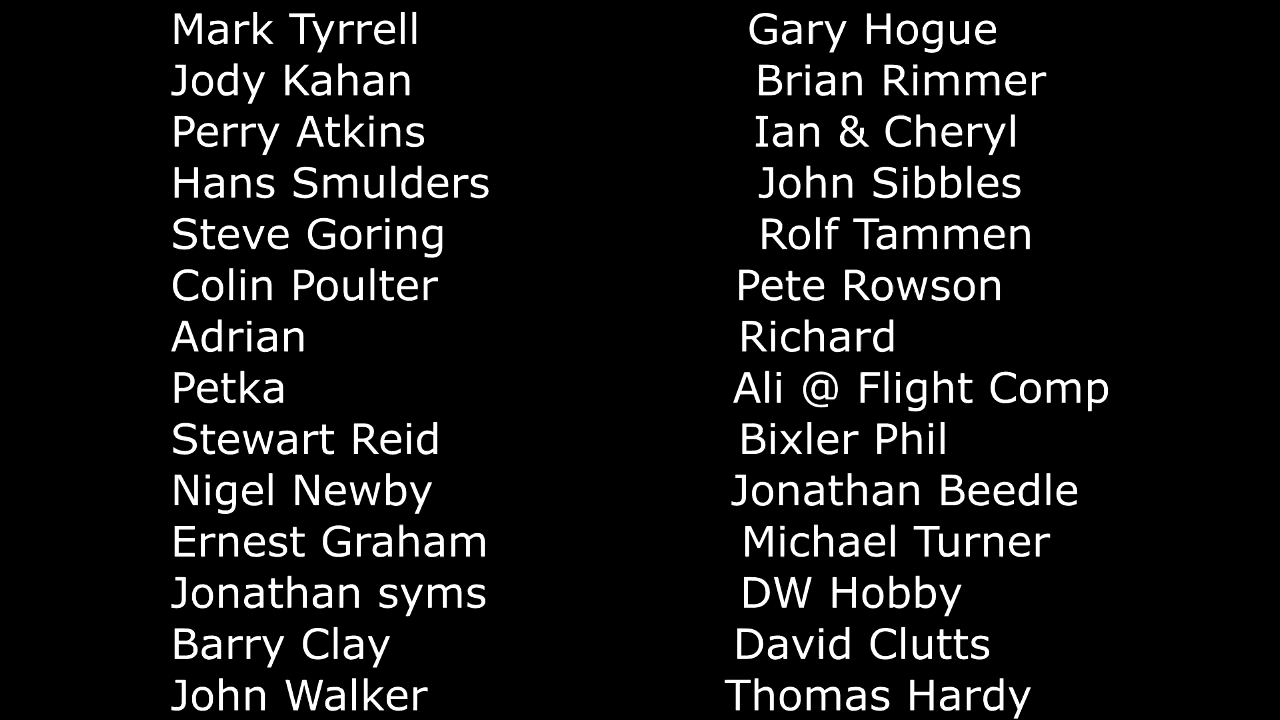 Mark Tyrrell Gary Hogue
Jody Kahan Brian Rimmer
Perry Atkins Ian & Cheryl
Hans Smulders John Sibbles
Steve Goring Rolf Tammen
Colin Poulter Pete Rowson
Adrian Richard
Petka Ali @ Flight Comp
Stewart Reid Bixler Phil
Nigel Newby Jonathan Beedle
Ernest Graham Michael Turner
Jonathan syms DW Hobby
Barry Clay David Clutts
John Walker Thomas Hardy